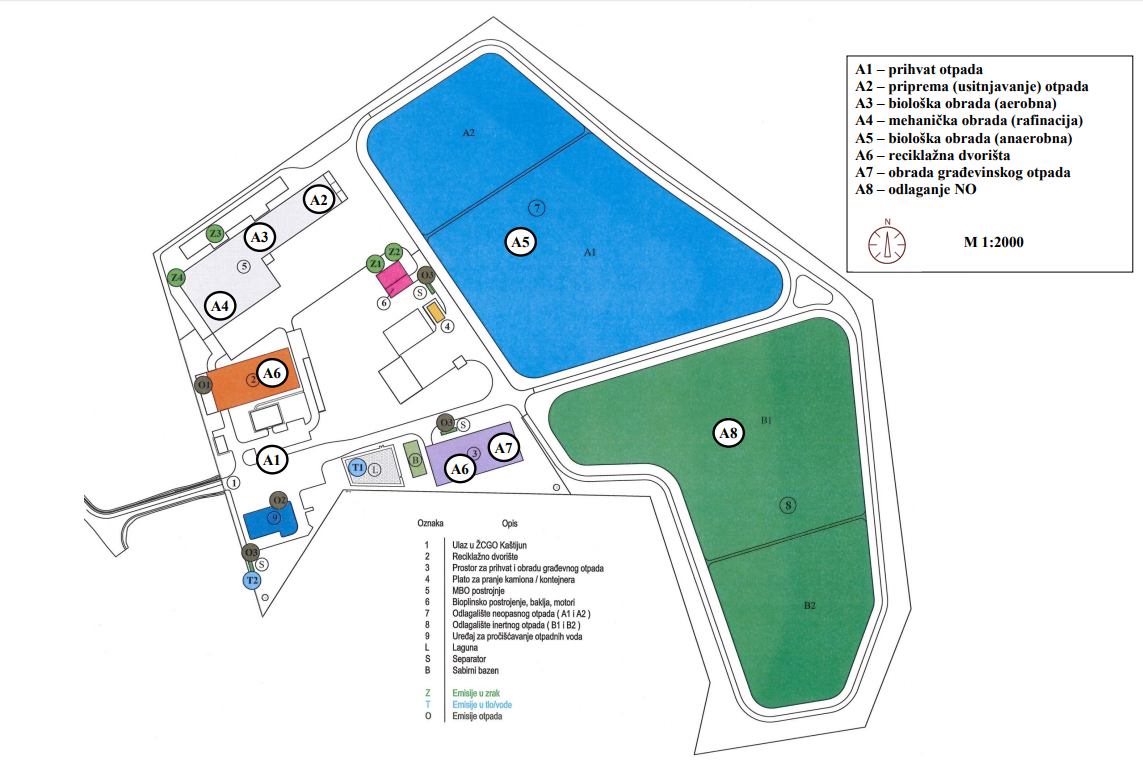 A1 – prihvat otpada
A2 – priprema (usitnjavanje) otpada
A3 – biološka obrada (aerobna)
A4 – mehanička obrada (rafinacija)
A5 – biološka obrada (anaerobna)
A6 – reciklažna dvorišta
A7 – obrada građevinskog otpada
A8 – odlaganje NO
N
M 1:2000
A2
A2
7
Z3
A3
A5
A1
Z2
Z1
5
Z4
O3
S
6
A4
4
A6
2
O1
O3
S
B1
A8
A1
3
A7
B
T1
L
A6
1
O2
8
9
O3
S
T2
B2
Oznaka Opis
1 Ulaz u ŽCGO Kaštijun
2 Reciklažno dvorište
3 Prostor za prihvat i obradu građevnog otpada
4 Plato za pranje kamiona / kontejnera
5 MBO postrojnje
6 Bioplinsko postrojenje, baklja, motori
7 Odlagalište neopasnog otpada ( A1 i A2 )
8 Odlagalište inertnog otpada ( B1 i B2 )
9 Uređaj za pročišćavanje otpadnih voda
L Laguna
S Separator
B Sabirni bazen
Z Emisije u zrak
T Emisije u tlo/vode
O Emisije otpada